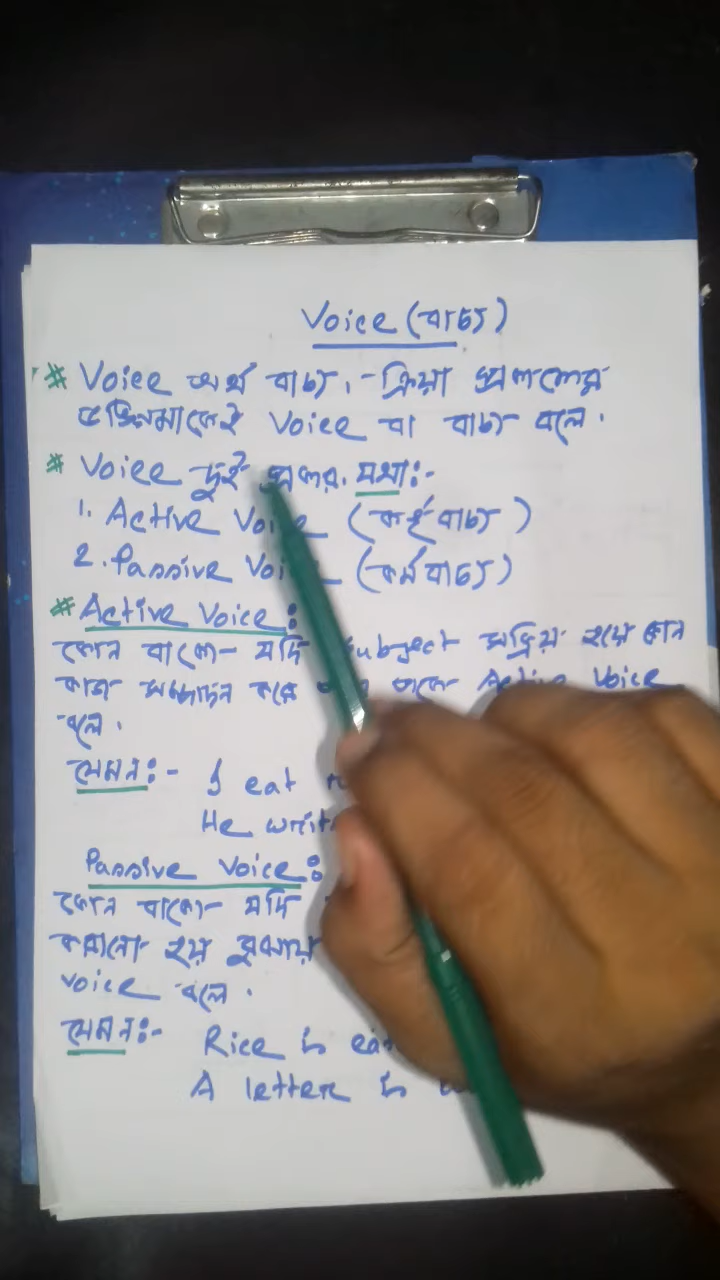 Voice (বাচ্য)
# Voice অর্থ বাচ্য, - ক্রিয়া প্রকাশের
ভঙ্গিমাকেই Voice বা বাচ্য বলে.
# Voice দুই প্রকার. যথা:-
1. Active Voice (কর্তৃবাচ্য)
2. Passive Voice (কর্মবাচ্য)
# Active Voice:
কোন বাক্যে যদি Subject সক্রিয় হয়ে কোন
কাজ সম্পাদন করে তাকে Active Voice
বলে.
যেমন:- I eat
He
Passive Voice:
কোন বাক্যে যদি
করানো হয় বুঝায়
Voice বলে.
যেমন:- Rice is
A letter is